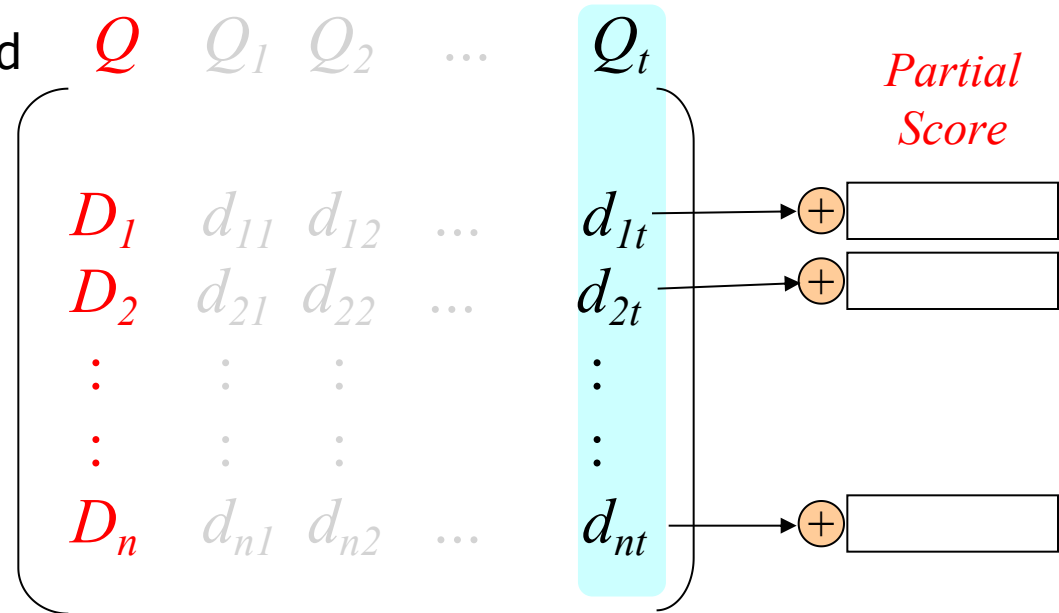 d Q Q₁ Q₂ ... Qₜ
Partial
Score
D₁ d₁₁ d₁₂ ... d₁ₜ +
D₂ d₂₁ d₂₂ ... d₂ₜ +
: : : :
: : : :
Dₙ dₙ₁ dₙ₂ ... dₙₜ +